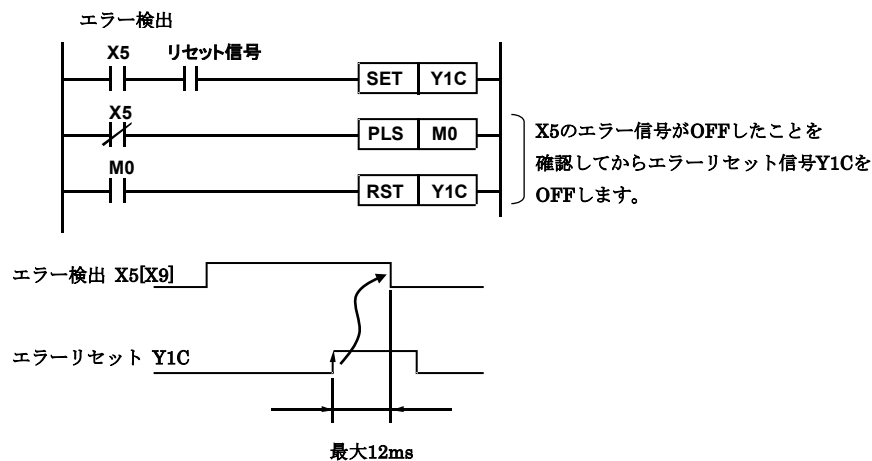 エラー検出
X5 リセット信号
SET Y1C
X5
PLS M0
M0
RST Y1C
X5のエラー信号がOFFしたことを
確認してからエラーリセット信号Y1Cを
OFFします。
エラー検出 X5[X9]
エラーリセット Y1C
最大12ms